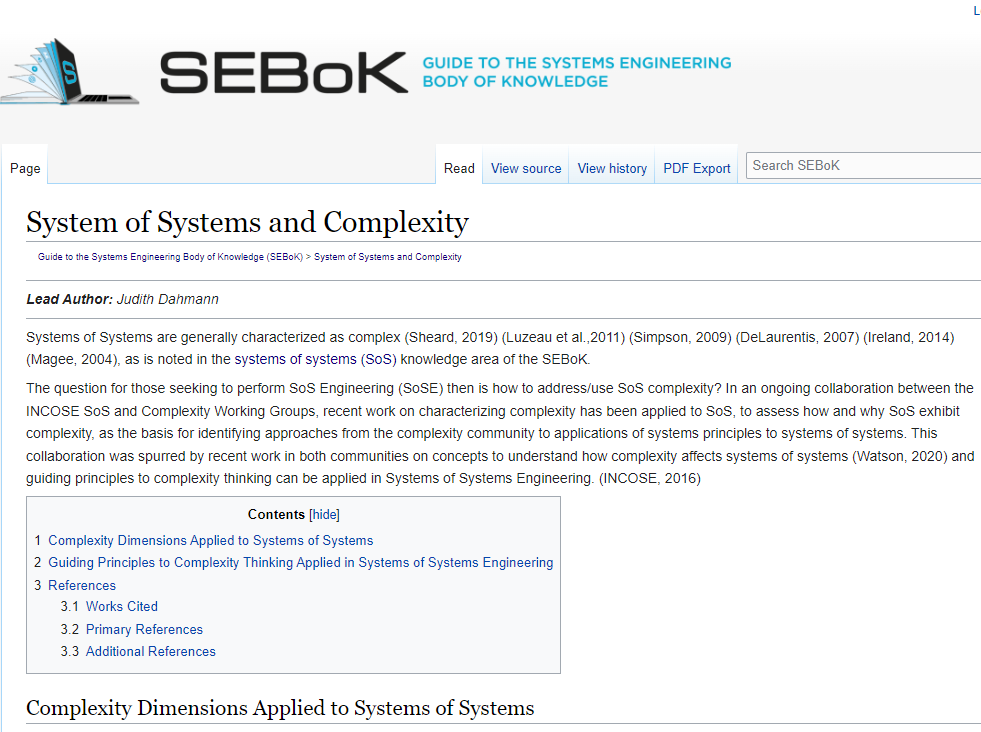 L
S
SEBoK
GUIDE TO THE SYSTEMS ENGINEERING
BODY OF KNOWLEDGE
Page
Read
View source
View history
PDF Export
Search SEBoK
System of Systems and Complexity
Guide to the Systems Engineering Body of Knowledge (SEBoK) > System of Systems and Complexity
Lead Author: Judith Dahmann
Systems of Systems are generally characterized as complex (Sheard, 2019) (Luzeau et al.,2011) (Simpson, 2009) (DeLaurentis, 2007) (Ireland, 2014)
(Magee, 2004), as is noted in the systems of systems (SoS) knowledge area of the SEBoK.
The question for those seeking to perform SoS Engineering (SoSE) then is how to address/use SoS complexity? In an ongoing collaboration between the
INCOSE SoS and Complexity Working Groups, recent work on characterizing complexity has been applied to SoS, to assess how and why SoS exhibit
complexity, as the basis for identifying approaches from the complexity community to applications of systems principles to systems of systems. This
collaboration was spurred by recent work in both communities on concepts to understand how complexity affects systems of systems (Watson, 2020) and
guiding principles to complexity thinking can be applied in Systems of Systems Engineering. (INCOSE, 2016)
Contents [hide]
1 Complexity Dimensions Applied to Systems of Systems
2 Guiding Principles to Complexity Thinking Applied in Systems of Systems Engineering
3 References
3.1 Works Cited
3.2 Primary References
3.3 Additional References
Complexity Dimensions Applied to Systems of Systems